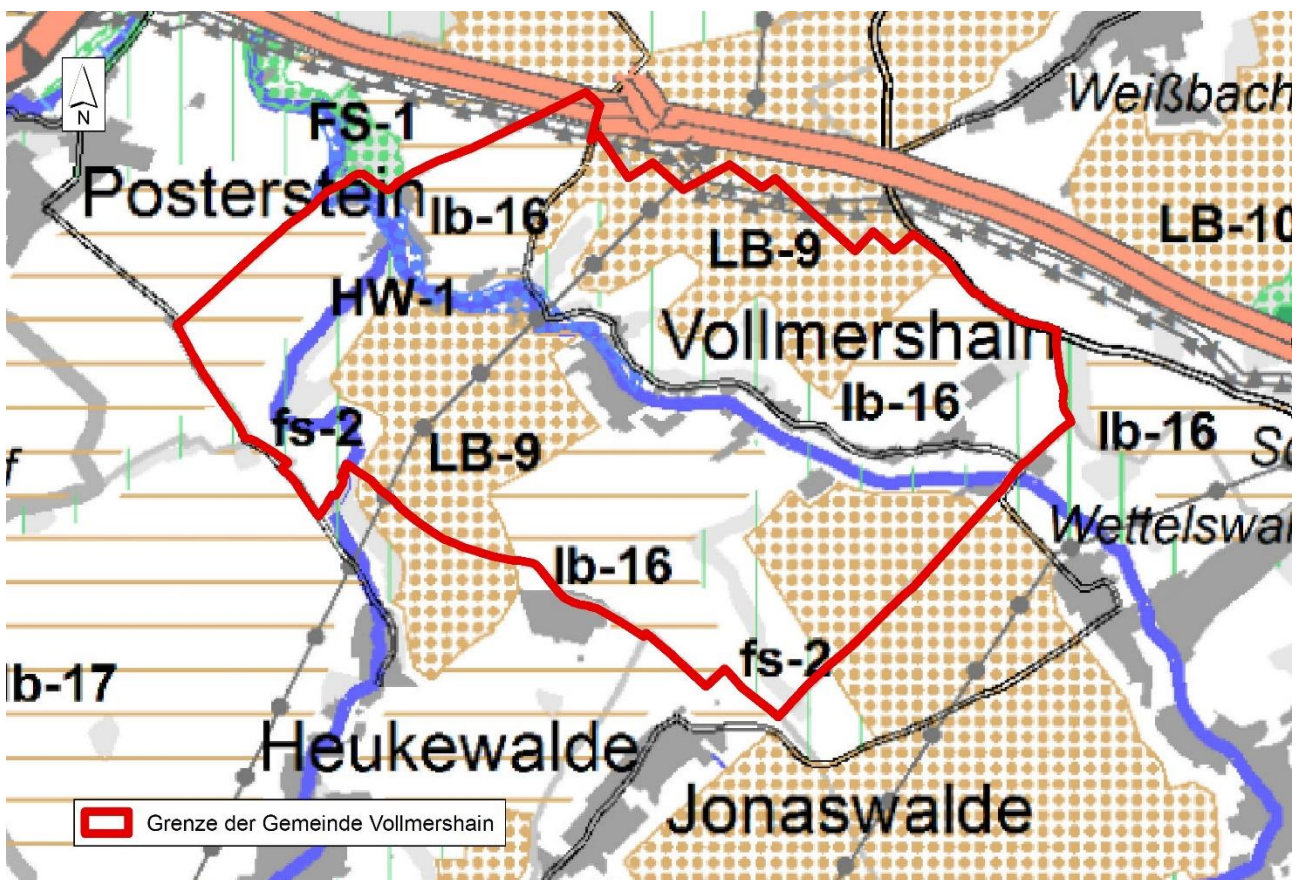 Weißbach
FS-1
Posterstein
lb-16
LB-9
LB-10
HW-1
Vollmershain
lb-16
lb-16
fs-2
LB-9
Wettelswal
lb-16
lb-17
fs-2
Heukewalde
Jonaswalde
Grenze der Gemeinde Vollmershain
N